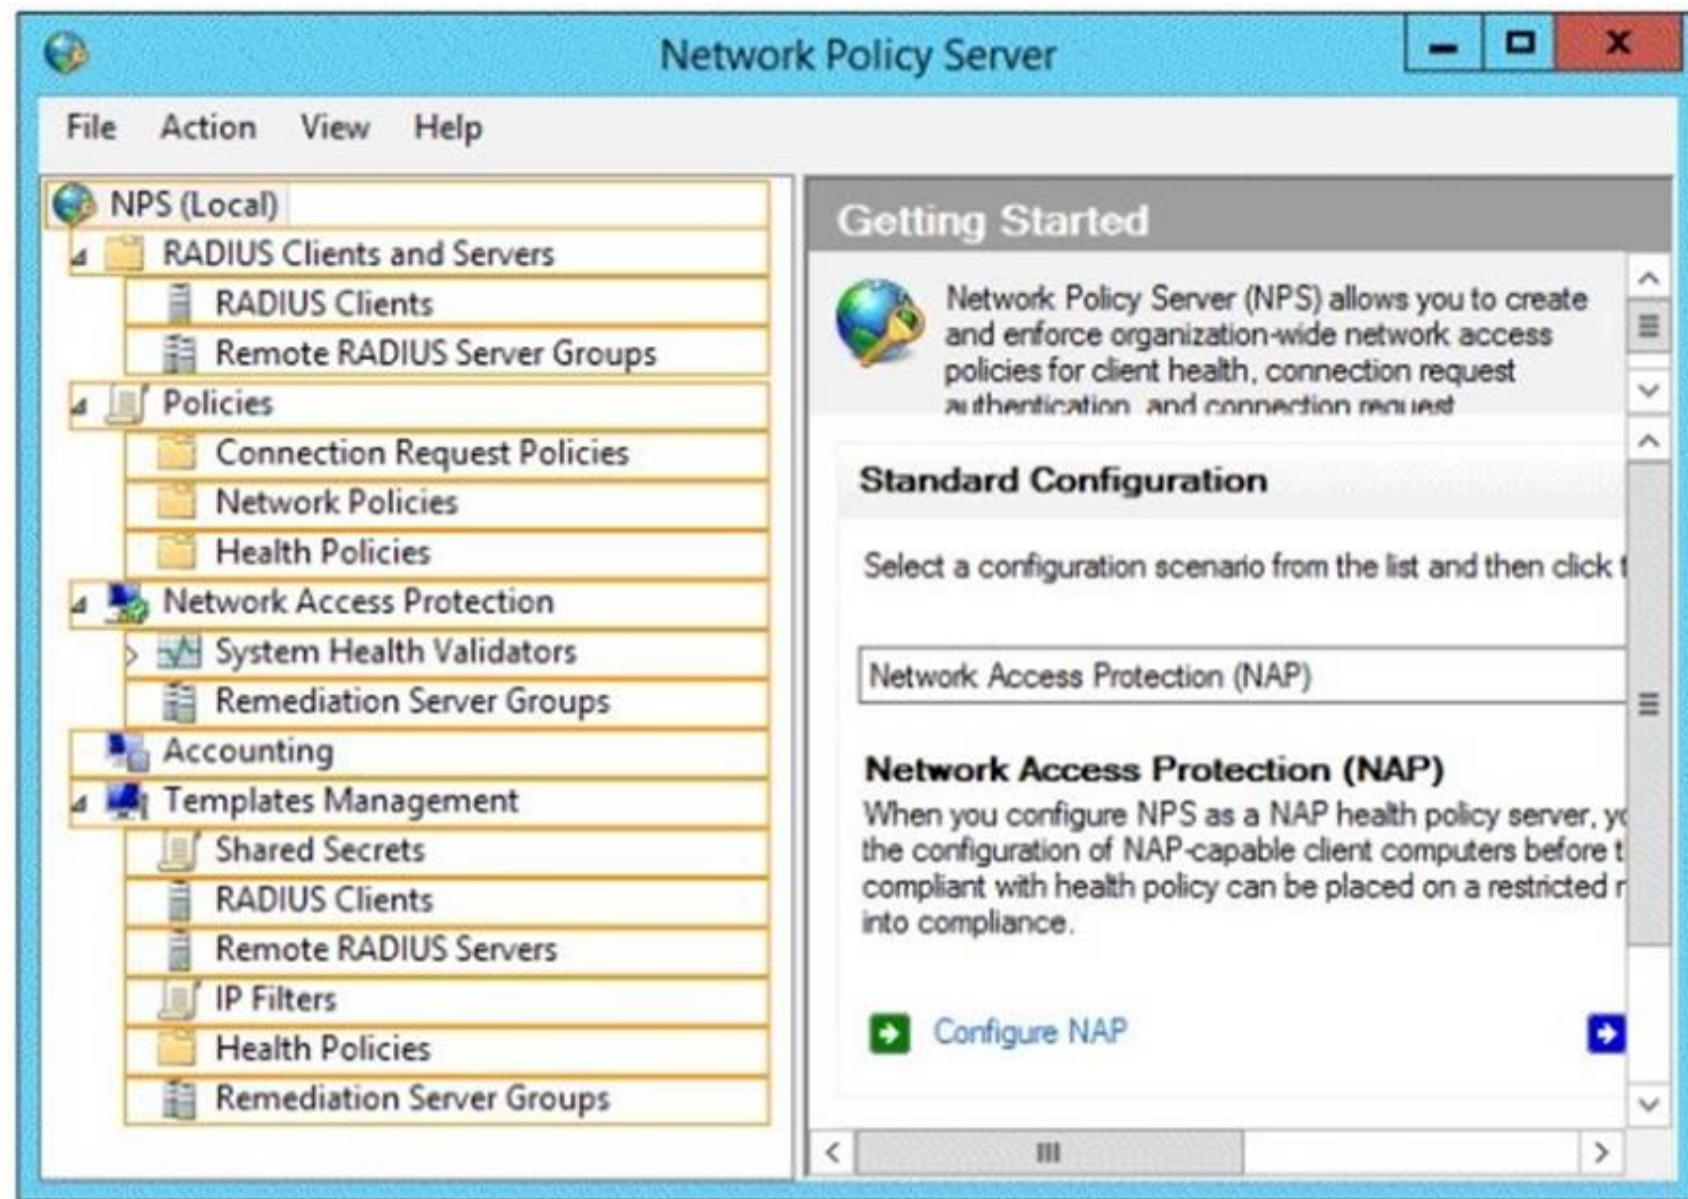 Network Policy Server
File Action View Help
NPS (Local)
RADIUS Clients and Servers
RADIUS Clients
Remote RADIUS Server Groups
Policies
Connection Request Policies
Network Policies
Health Policies
Network Access Protection
System Health Validators
Remediation Server Groups
Accounting
Templates Management
Shared Secrets
RADIUS Clients
Remote RADIUS Servers
IP Filters
Health Policies
Remediation Server Groups
Getting Started
Network Policy Server (NPS) allows you to create
and enforce organization-wide network access
policies for client health, connection request
authentication, and connection request
Standard Configuration
Select a configuration scenario from the list and then click t
Network Access Protection (NAP)
Network Access Protection (NAP)
When you configure NPS as a NAP health policy server, yo
the configuration of NAP-capable client computers before t
compliant with health policy can be placed on a restricted n
into compliance.
Configure NAP